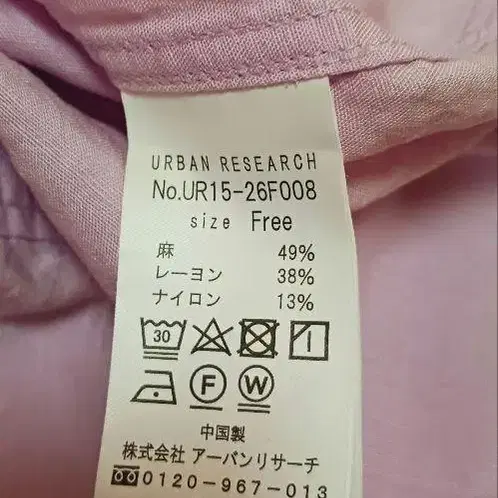 URBAN RESEARCH
No.UR15-26F008
size Free
麻 49%
レーヨン 38%
ナイロン 13%
30
F W
中国製
株式会社 アーバンリサーチ
0120-967-013